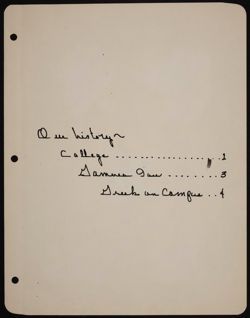 Our history~
College .................. 1
Gamma Tau ........ 3
Greek on Campus .. 4